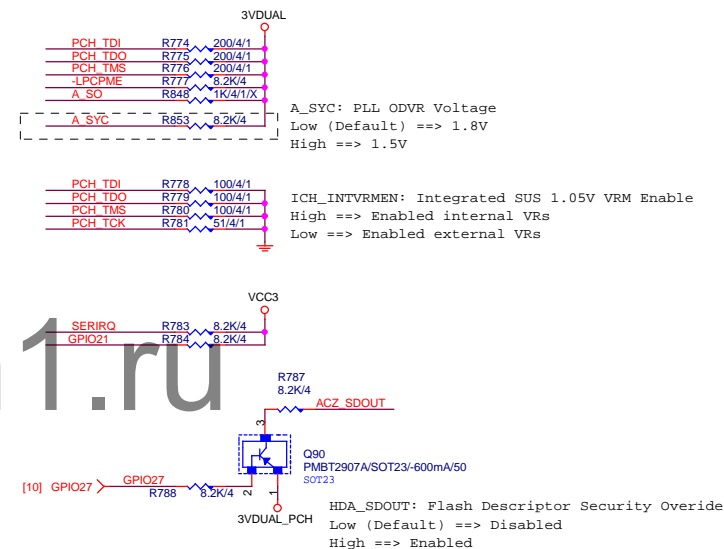 3VDUAL
PCH_TDI R774 200/4/1
PCH_TDO R775 200/4/1
PCH_TMS R776 200/4/1
-LPCPME R777 8.2K/4
A_SO R848 1K/4/1/X
A_SYC R853 8.2K/4
A_SYC: PLL ODVR Voltage
Low (Default) ==> 1.8V
High ==> 1.5V
PCH_TDI R778 100/4/1
PCH_TDO R779 100/4/1
PCH_TMS R780 100/4/1
PCH_TCK R781 51/4/1
ICH_INTVRMEN: Integrated SUS 1.05V VRM Enable
High ==> Enabled internal VRs
Low ==> Enabled external VRs
VCC3
SERIRQ R783 8.2K/4
GPIO21 R784 8.2K/4
1.ru
R787
8.2K/4
ACZ_SDOUT
3
Q90
PMBT2907A/SOT23/-600mA/50
SOT23
[10] GPIO27 GPIO27
R788 8.2K/4
2 1
3VDUAL_PCH
HDA_SDOUT: Flash Descriptor Security Overide
Low (Default) ==> Disabled
High ==> Enabled